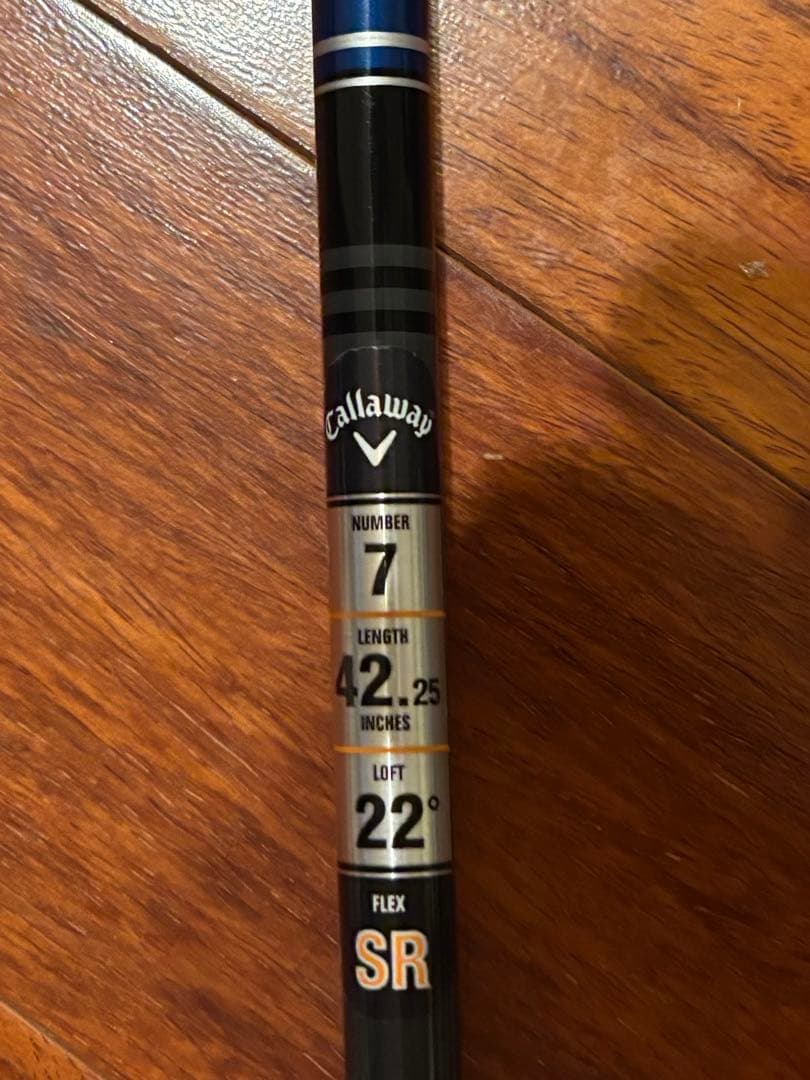 Callaway
NUMBER
7
LENGTH
42.25
INCHES
LOFT
22°
FLEX
SR